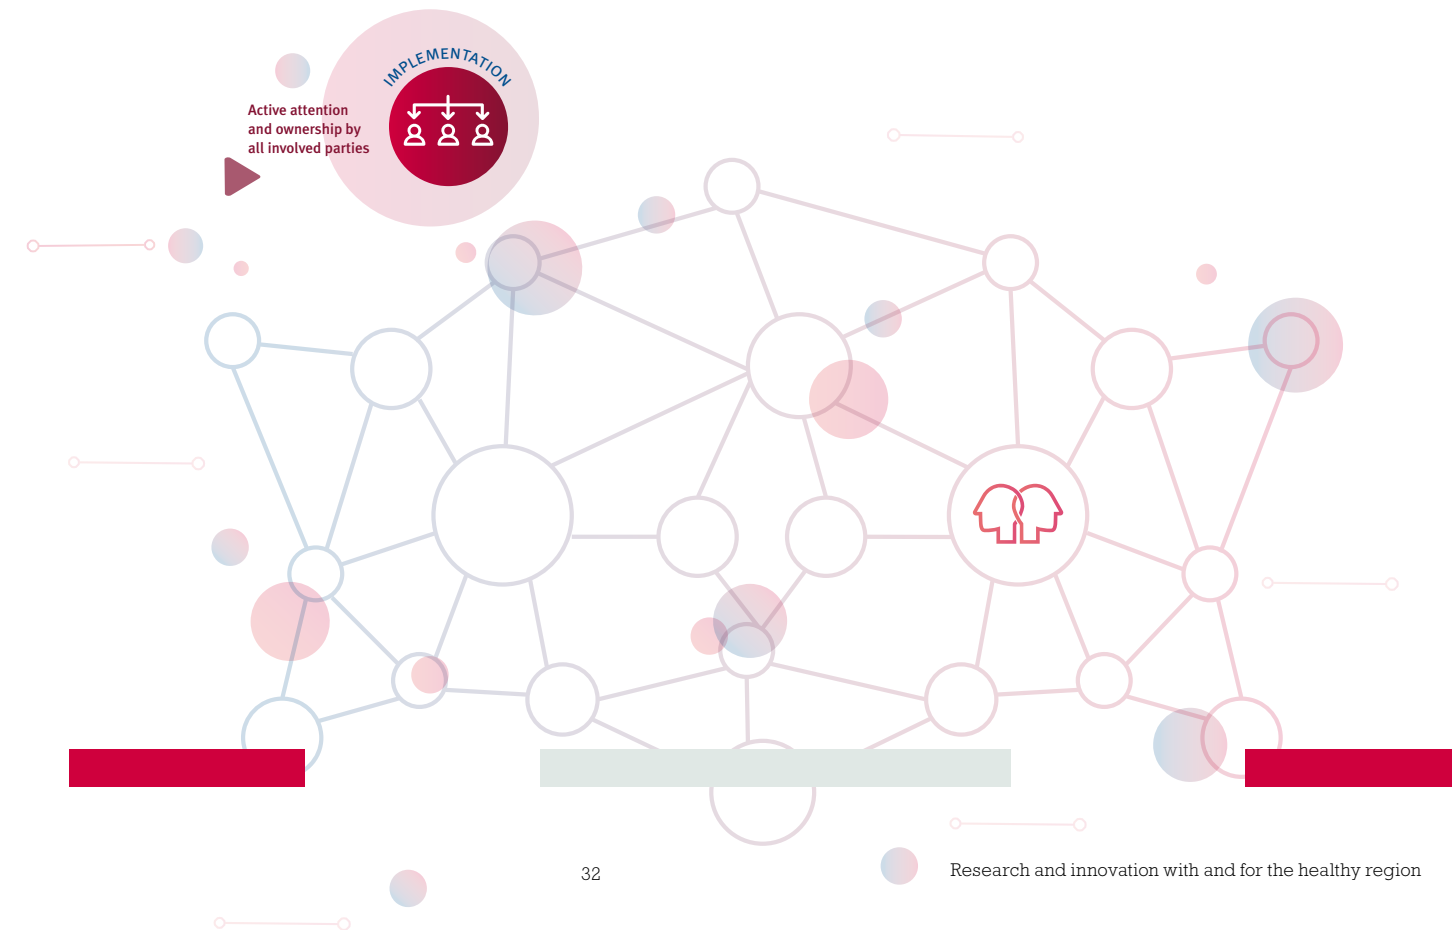 IMPLEMENTATION
Active attention
and ownership by
all involved parties
32
Research and innovation with and for the healthy region